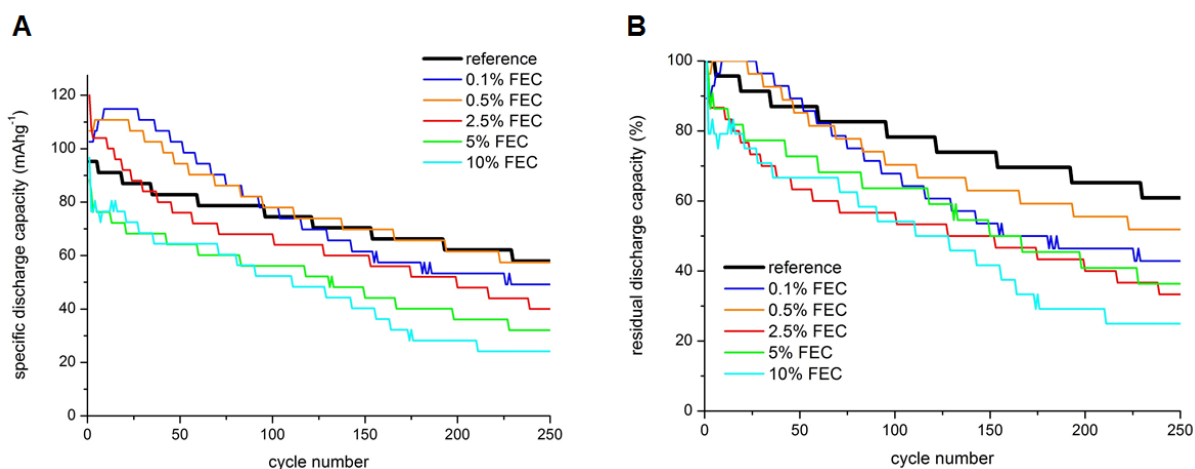 A
reference
0.1% FEC
0.5% FEC
2.5% FEC
5% FEC
10% FEC
120
100
80
60
40
20
0
0 50 100 150 200 250
cycle number
specific discharge capacity (mAhg⁻¹)
B
100
80
60
40
20
0
reference
0.1% FEC
0.5% FEC
2.5% FEC
5% FEC
10% FEC
0 50 100 150 200 250
cycle number
residual discharge capacity (%)